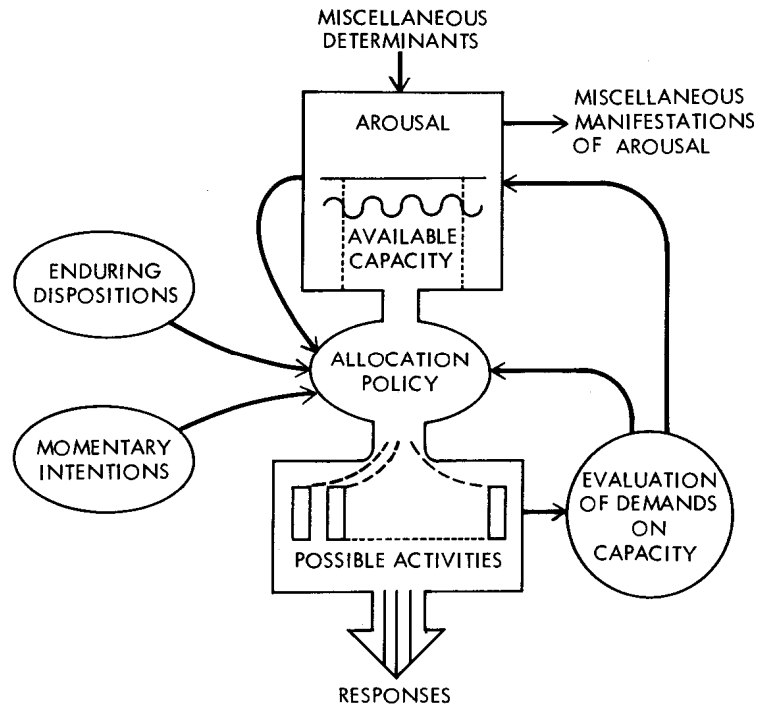 MISCELLANEOUS
DETERMINANTS
AROUSAL
MISCELLANEOUS
MANIFESTATIONS
OF AROUSAL
AVAILABLE
CAPACITY
ENDURING
DISPOSITIONS
ALLOCATION
POLICY
MOMENTARY
INTENTIONS
EVALUATION
OF DEMANDS
ON
CAPACITY
POSSIBLE ACTIVITIES
RESPONSES